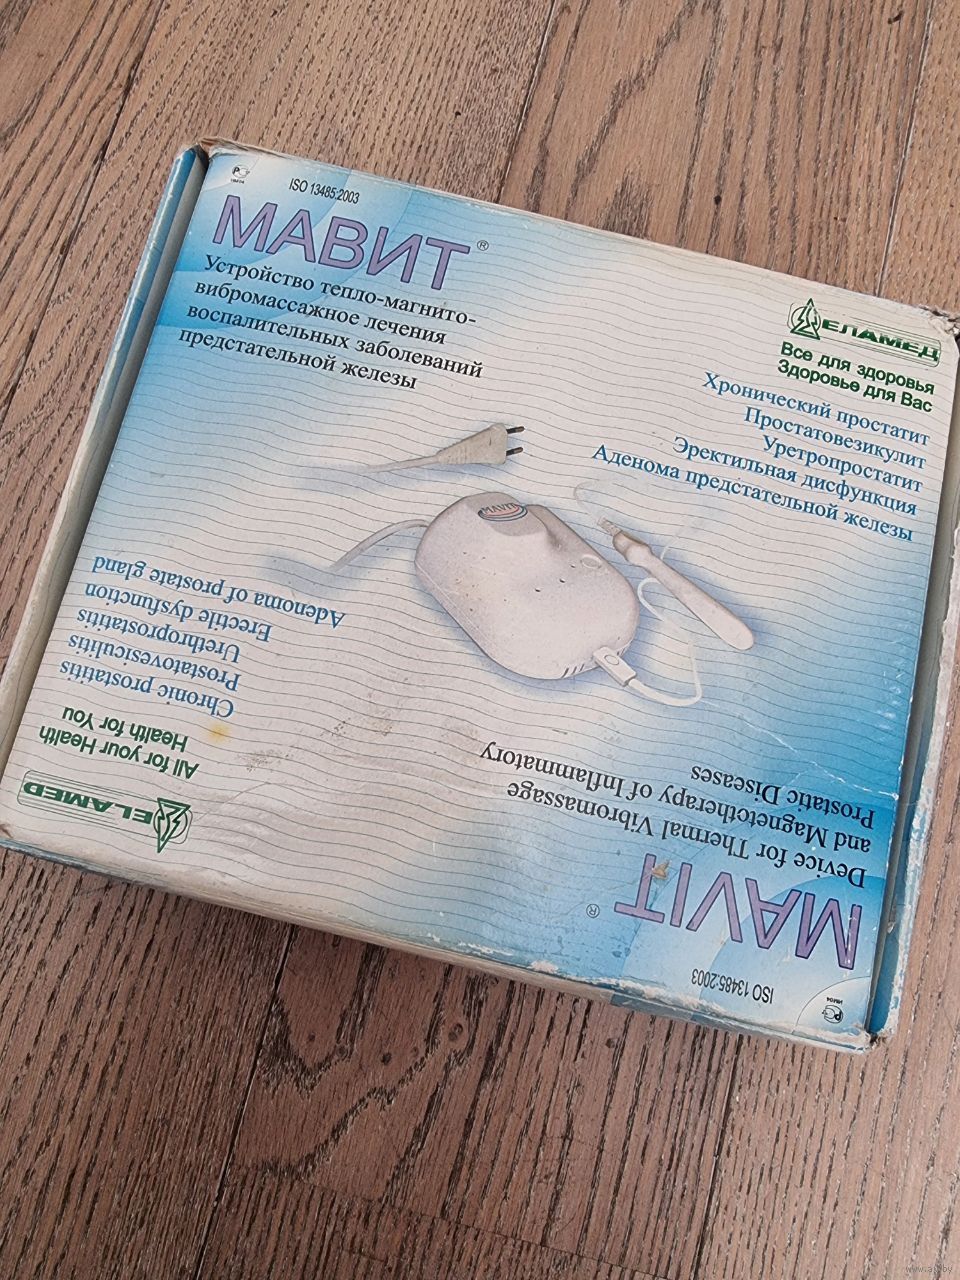 ISO 13485:2003
МАВИТ®
Устройство тепло-магнито-
вибромассажное лечения
воспалительных заболеваний
предстательной железы
ЕЛАМЕД
Все для здоровья
Здоровье для Вас
Хронический простатит
Простатовезикулит
Уретропростатит
Эректильная дисфункция
Аденома предстательной железы
MAVIT
ISO 13485:2003
MAVIT®
Device for Thermal Vibromassage
and Magnetotherapy of Inflammatory
Prostatic Diseases
ELAMED
All for your Health
Health for You
Chronic prostatitis
Prostatovesiculitis
Urethroprostatitis
Erectile dysfunction
Adenoma of prostate gland